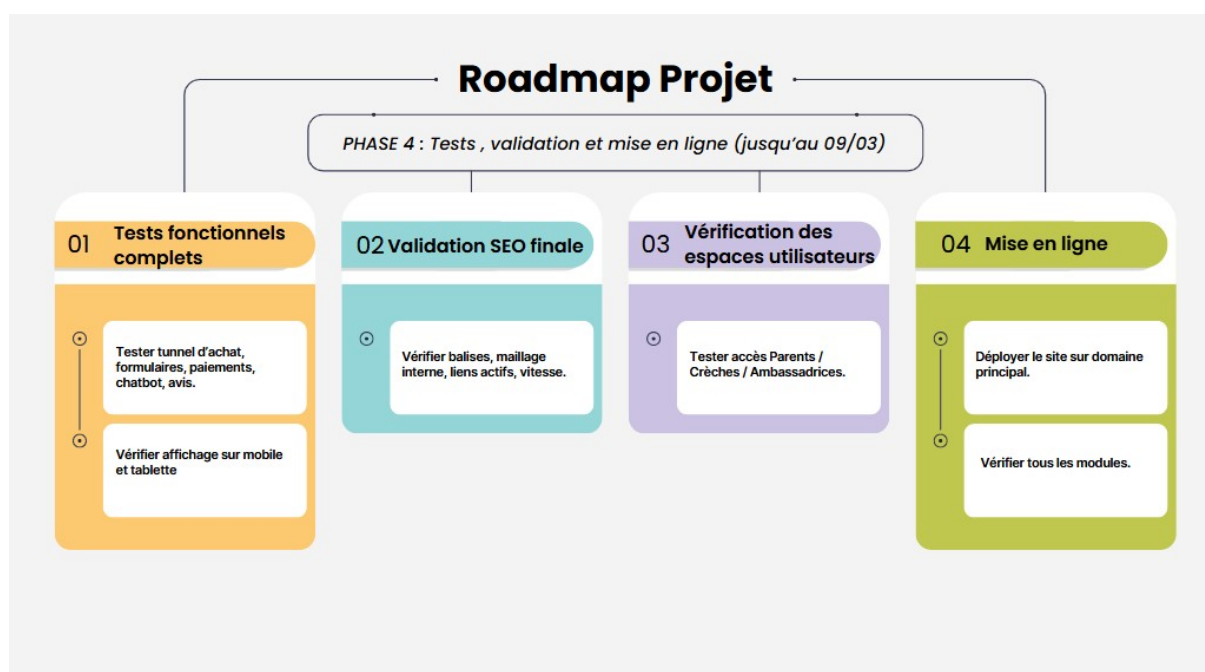 Roadmap Projet
PHASE 4 : Tests , validation et mise en ligne (jusqu'au 09/03)
01
Tests fonctionnels
complets
Tester tunnel d'achat,
formulaires, paiements,
chatbot, avis.
Vérifier affichage sur mobile
et tablette
02 Validation SEO finale
Vérifier balises, maillage
interne, liens actifs, vitesse.
03
Vérification des
espaces utilisateurs
Tester accès Parents /
Crèches / Ambassadrices.
04 Mise en ligne
Déployer le site sur domaine
principal.
Vérifier tous les modules.